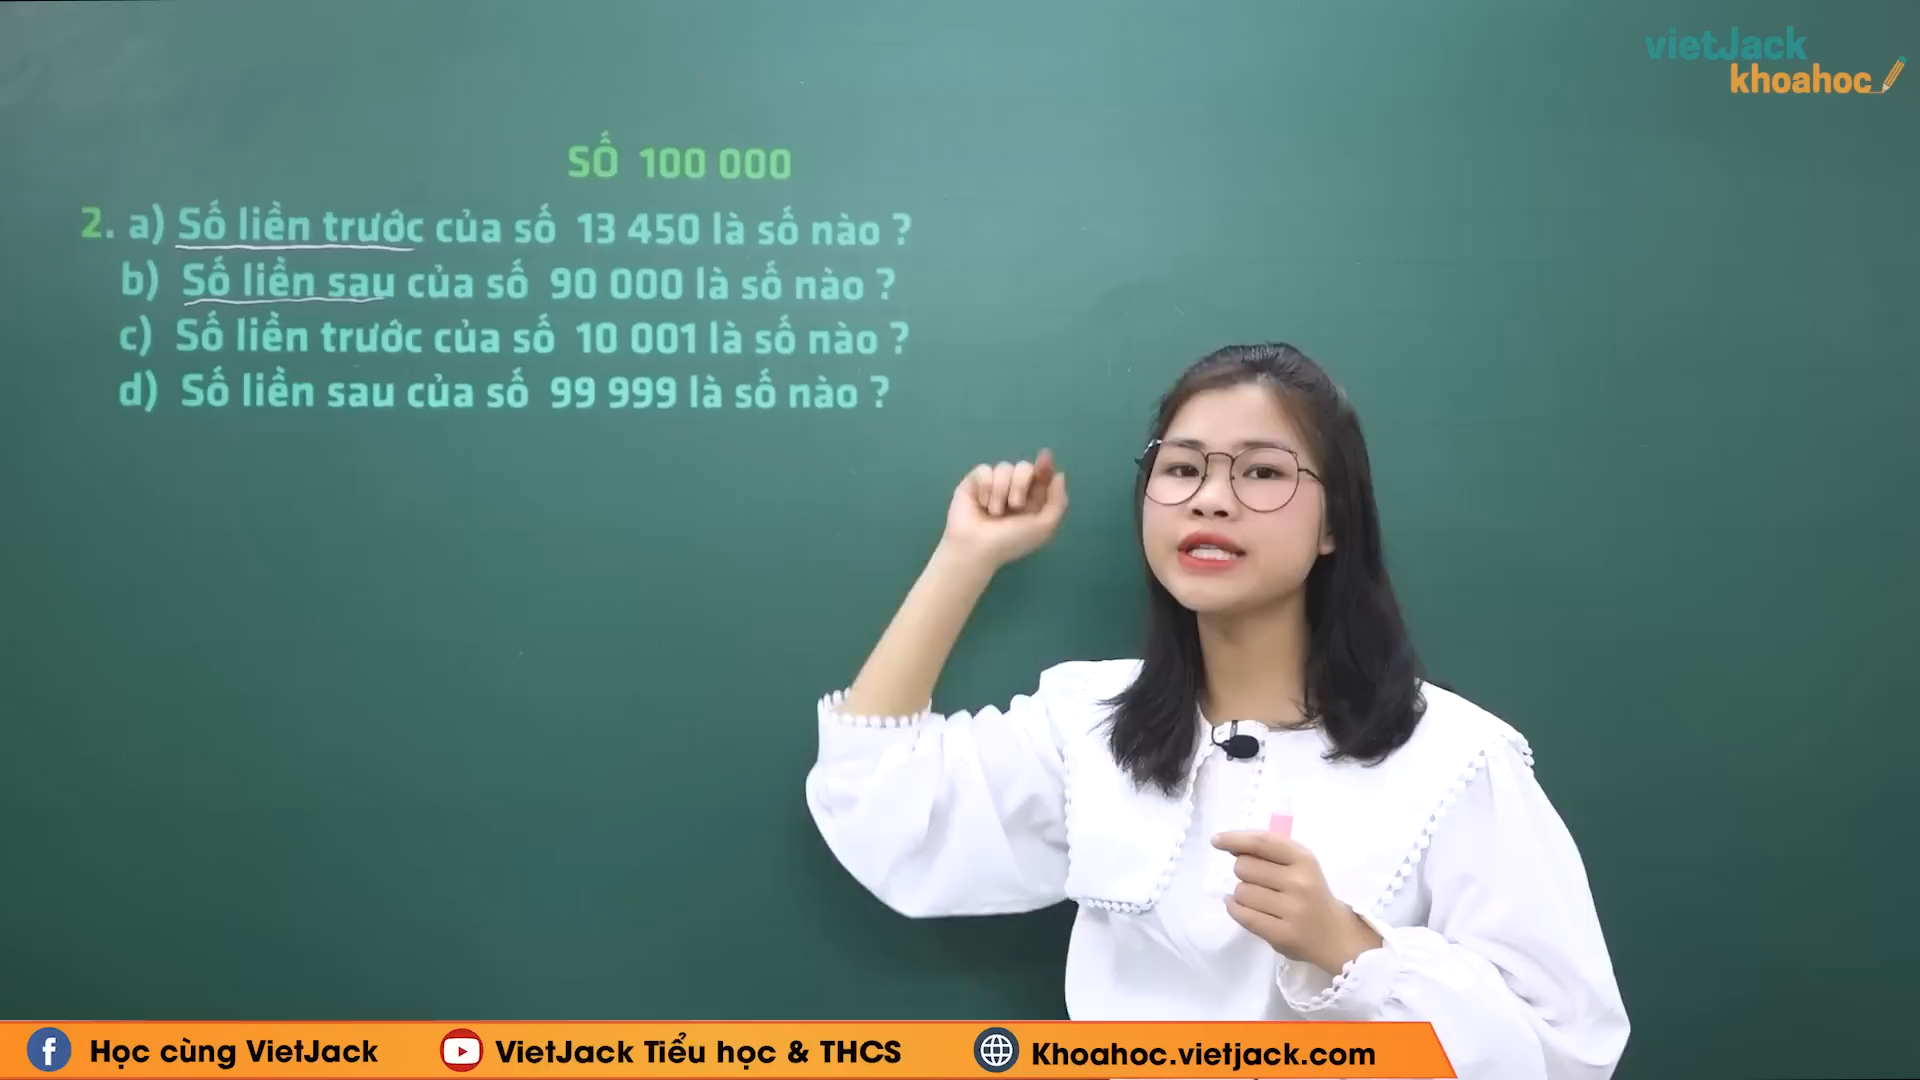 vietJack
khoahoc
SỐ 100 000
2. a) Số liền trước của số 13 450 là số nào ?
b) Số liền sau của số 90 000 là số nào ?
c) Số liền trước của số 10 001 là số nào ?
d) Số liền sau của số 99 999 là số nào ?
Học cùng VietJack
VietJack Tiểu học & THCS
Khoahoc.vietjack.com